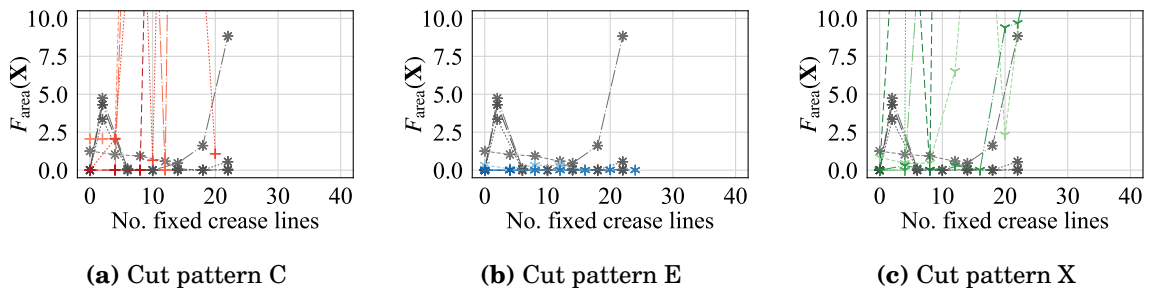 10.0
7.5
5.0
2.5
0.0
F_area(X)
0 10 20 30 40
No. fixed crease lines
(a) Cut pattern C
10.0
7.5
5.0
2.5
0.0
F_area(X)
0 10 20 30 40
No. fixed crease lines
(b) Cut pattern E
10.0
7.5
5.0
2.5
0.0
F_area(X)
0 10 20 30 40
No. fixed crease lines
(c) Cut pattern X